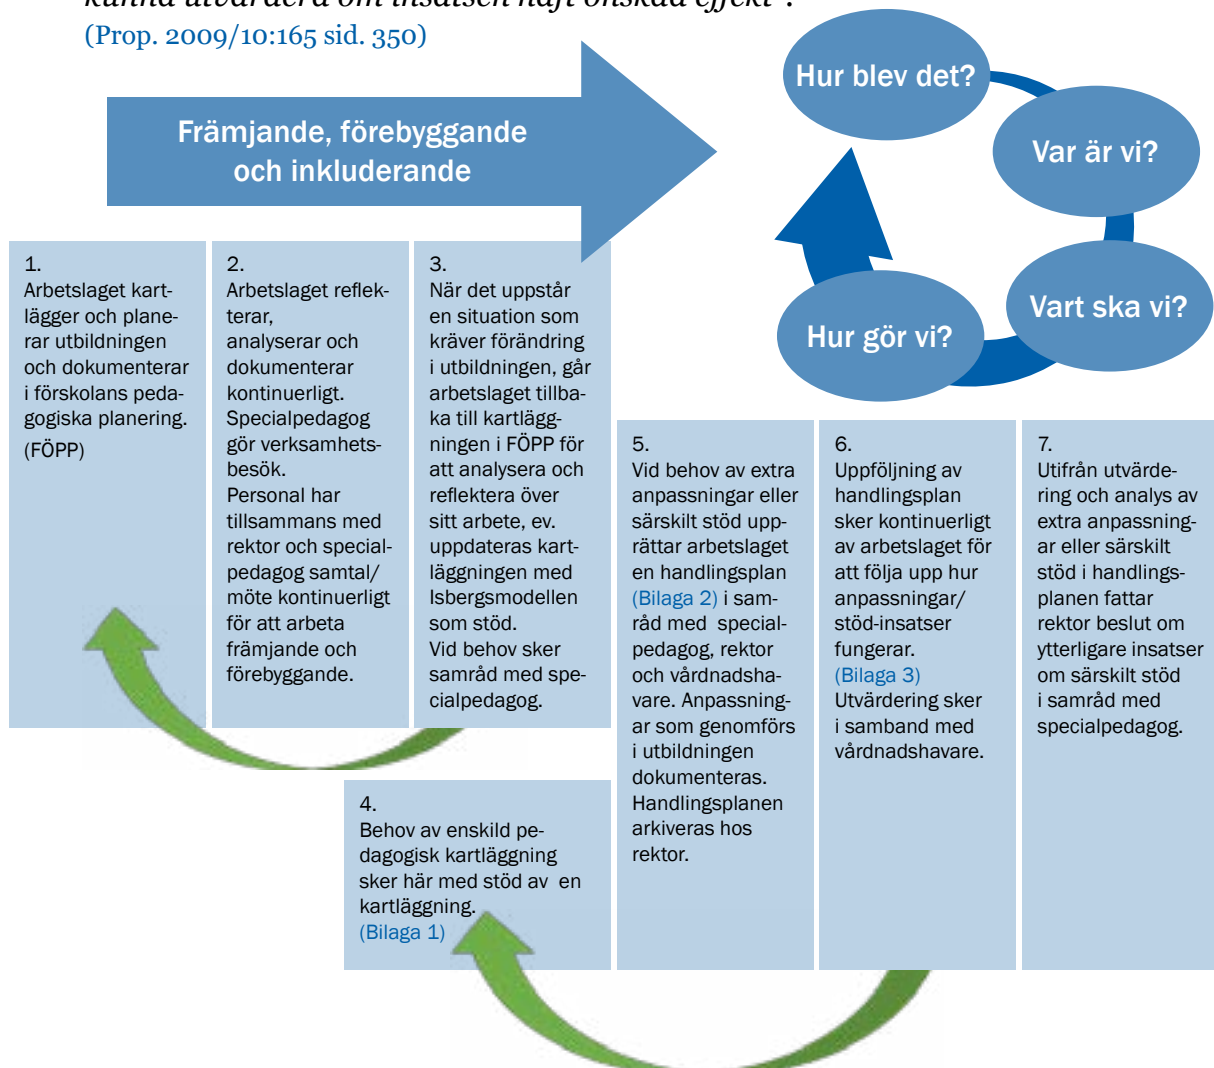 kunna utvärdera om insatsen haft önskad effekt".
(Prop. 2009/10:165 sid. 350)
Främjande, förebyggande
och inkluderande
Hur blev det?
Var är vi?
Vart ska vi?
Hur gör vi?
1.
Arbetslaget kart-
lägger och plane-
rar utbildningen
och dokumenterar
i förskolans peda-
gogiska planering.
(FÖPP)
2.
Arbetslaget reflek-
terar,
analyserar och
dokumenterar
kontinuerligt.
Specialpedagog
gör verksamhets-
besök.
Personal har
tillsammans med
rektor och special-
pedagog samtal/
möte kontinuerligt
för att arbeta
främjande och
förebyggande.
3.
När det uppstår
en situation som
kräver förändring
i utbildningen, går
arbetslaget tillba-
ka till kartlägg-
ningen i FÖPP för
att analysera och
reflektera över
sitt arbete, ev.
uppdateras kart-
läggningen med
Isbergsmodellen
som stöd.
Vid behov sker
samråd med spe-
cialpedagog.
4.
Behov av enskild pe-
dagogisk kartläggning
sker här med stöd av en
kartläggning.
(Bilaga 1)
5.
Vid behov av extra
anpassningar eller
särskilt stöd upp-
rättar arbetslaget
en handlingsplan
(Bilaga 2) i sam-
råd med special-
pedagog, rektor
och vårdnadsha-
vare. Anpassning-
ar som genomförs
i utbildningen
dokumenteras.
Handlingsplanen
arkiveras hos
rektor.
6.
Uppföljning av
handlingsplan
sker kontinuerligt
av arbetslaget för
att följa upp hur
anpassningar/
stöd-insatser
fungerar.
(Bilaga 3)
Utvärdering sker
i samband med
vårdnadshavare.
7.
Utifrån utvärde-
ring och analys av
extra anpassning-
ar eller särskilt
stöd i handlings-
planen fattar
rektor beslut om
ytterligare insatser
om särskilt stöd
i samråd med
specialpedagog.